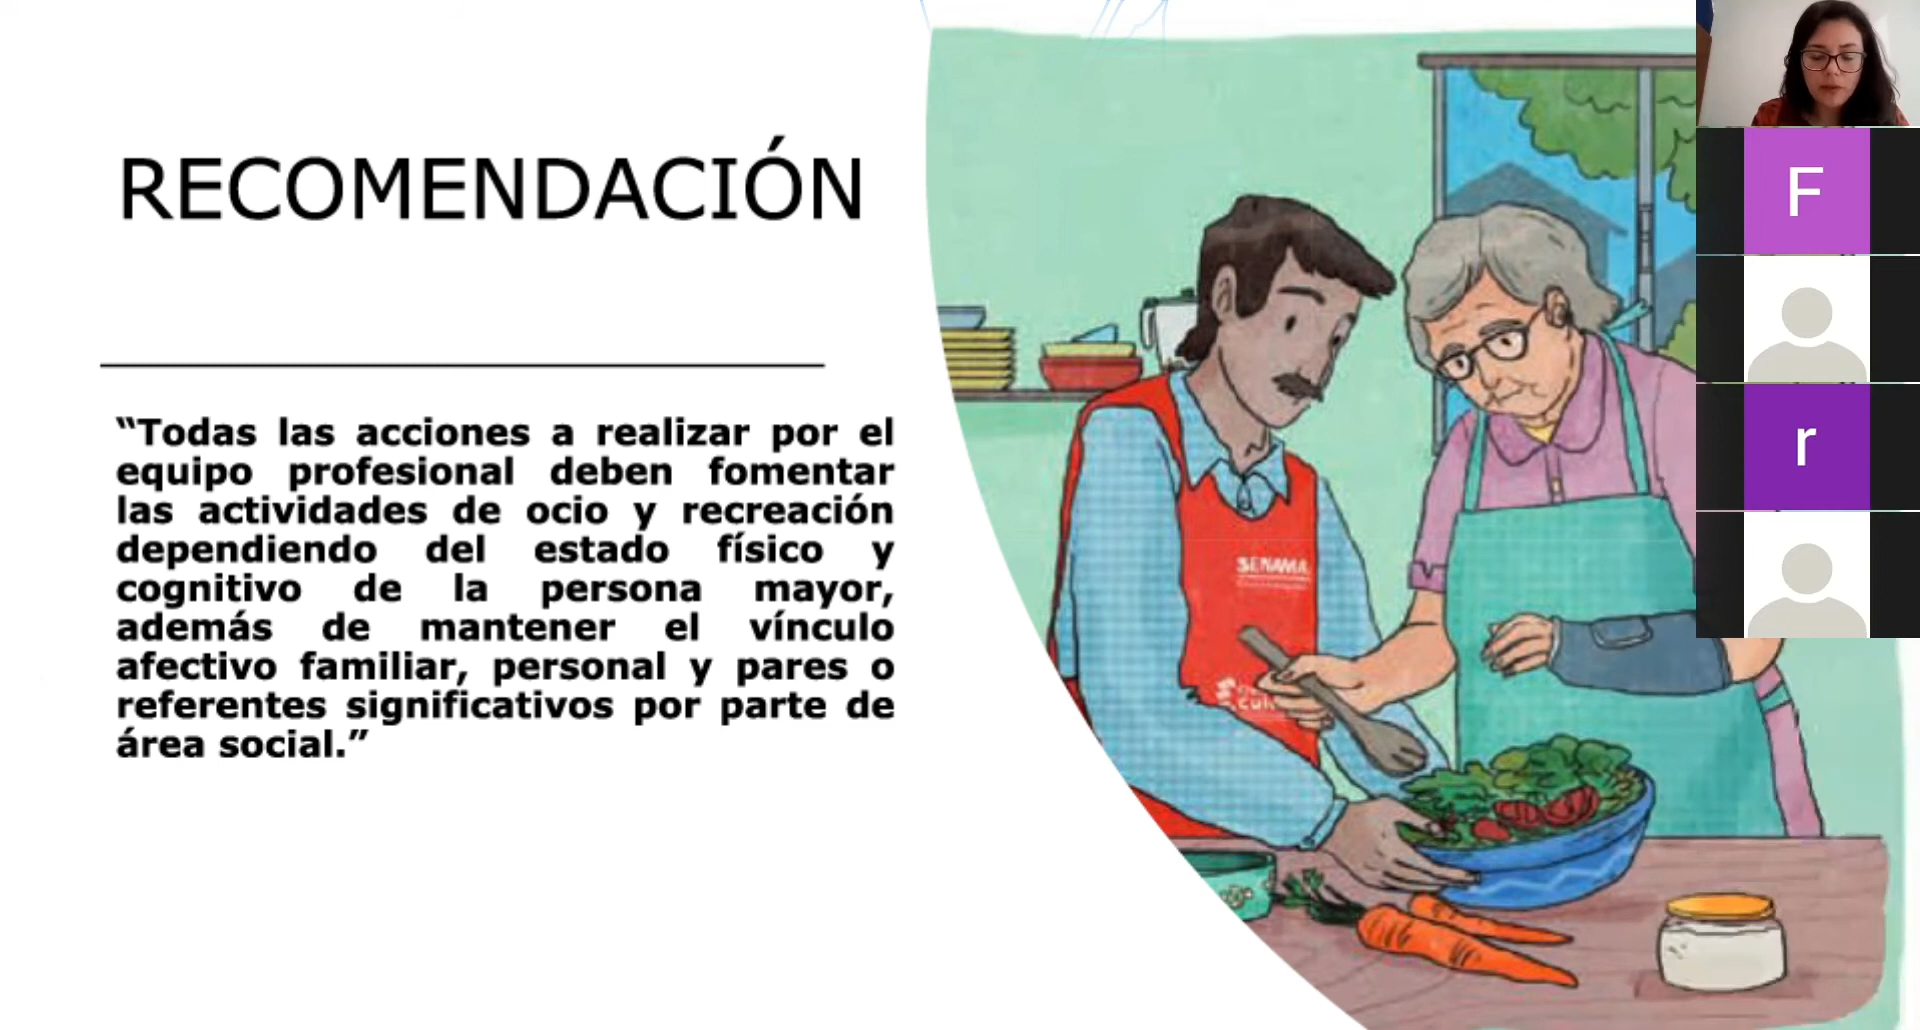 RECOMENDACIÓN
“Todas las acciones a realizar por el
equipo profesional deben fomentar
las actividades de ocio y recreación
dependiendo del estado físico y
cognitivo de la persona mayor,
además de mantener el vínculo
afectivo familiar, personal y pares o
referentes significativos por parte de
área social.”
SENAMA
F
r